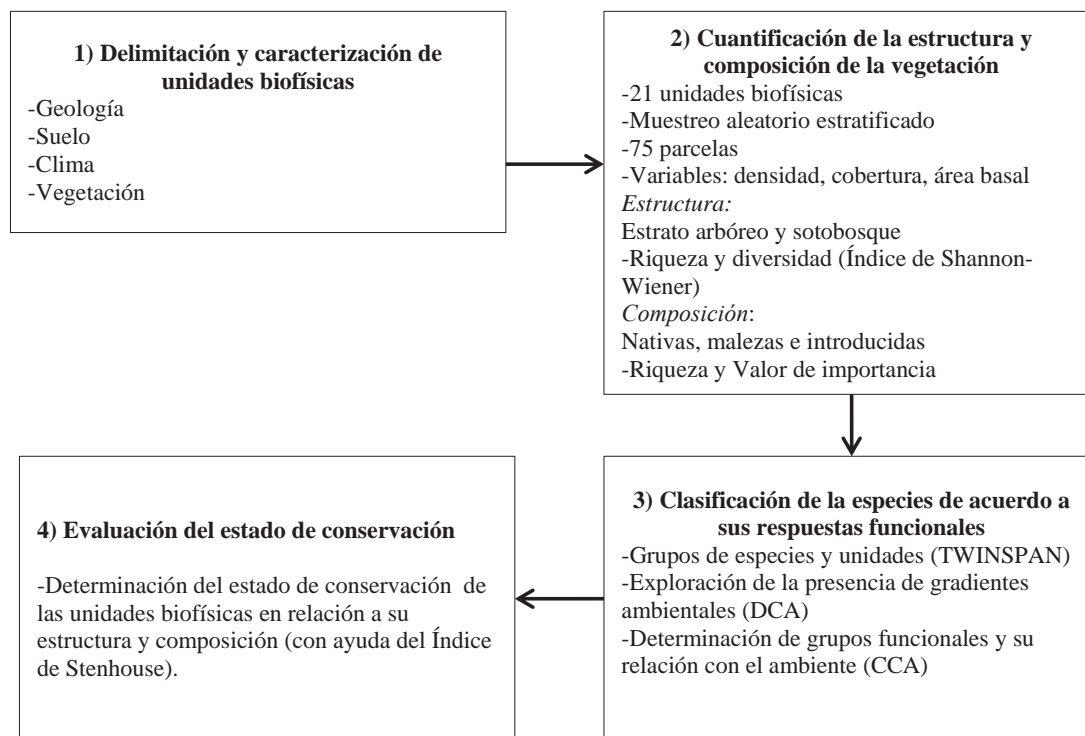 1) Delimitación y caracterización de
unidades biofísicas
-Geología
-Suelo
-Clima
-Vegetación
2) Cuantificación de la estructura y
composición de la vegetación
-21 unidades biofísicas
-Muestreo aleatorio estratificado
-75 parcelas
-Variables: densidad, cobertura, área basal
Estructura:
Estrato arbóreo y sotobosque
-Riqueza y diversidad (Índice de Shannon-
Wiener)
Composición:
Nativas, malezas e introducidas
-Riqueza y Valor de importancia
3) Clasificación de la especies de acuerdo a
sus respuestas funcionales
-Grupos de especies y unidades (TWINSPAN)
-Exploración de la presencia de gradientes
ambientales (DCA)
-Determinación de grupos funcionales y su
relación con el ambiente (CCA)
4) Evaluación del estado de conservación
-Determinación del estado de conservación de
las unidades biofísicas en relación a su
estructura y composición (con ayuda del Índice
de Stenhouse).